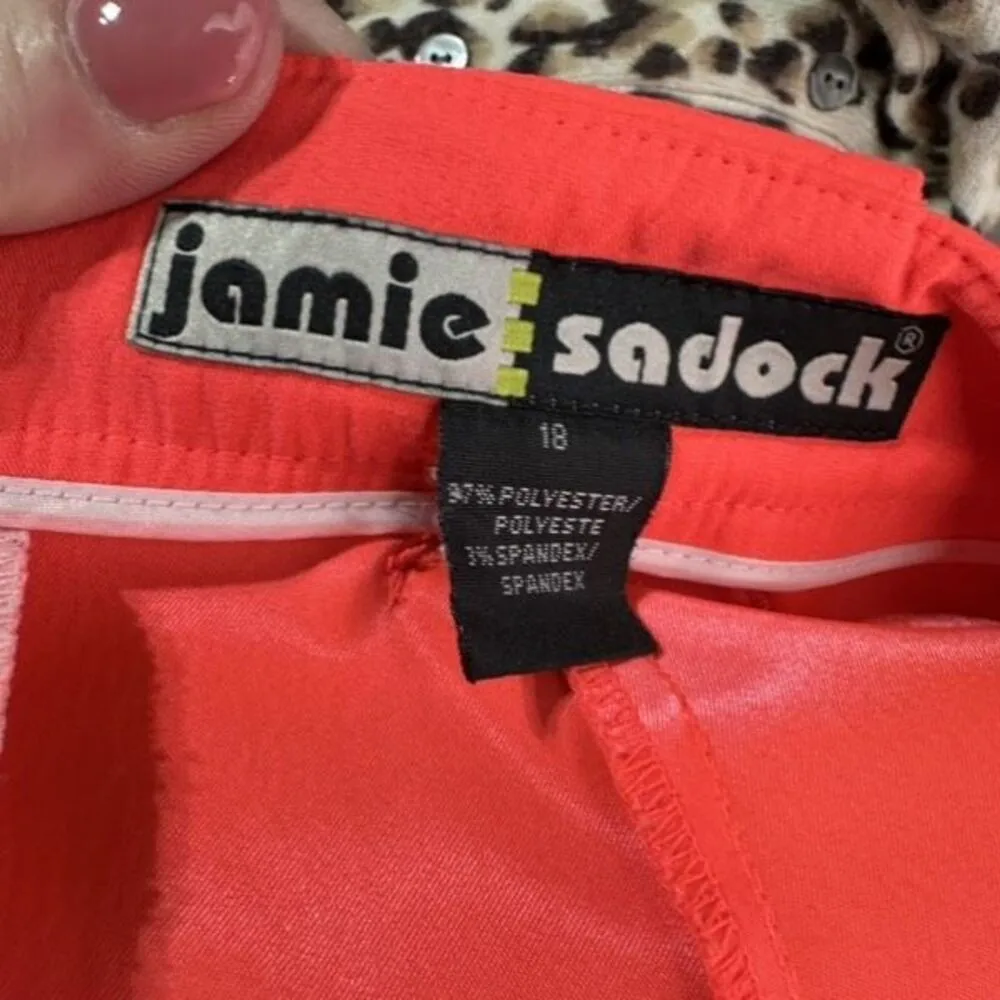 jamie sadock®
18
97% POLYESTER/
POLYESTE
3% SPANDEX/
SPANDEX